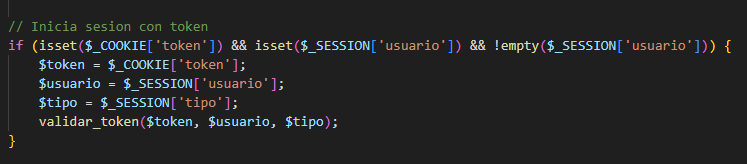 // Inicia sesion con token
if (isset($_COOKIE['token']) && isset($_SESSION['usuario']) && !empty($_SESSION['usuario'])) {
    $token = $_COOKIE['token'];
    $usuario = $_SESSION['usuario'];
    $tipo = $_SESSION['tipo'];
    validar_token($token, $usuario, $tipo);
}